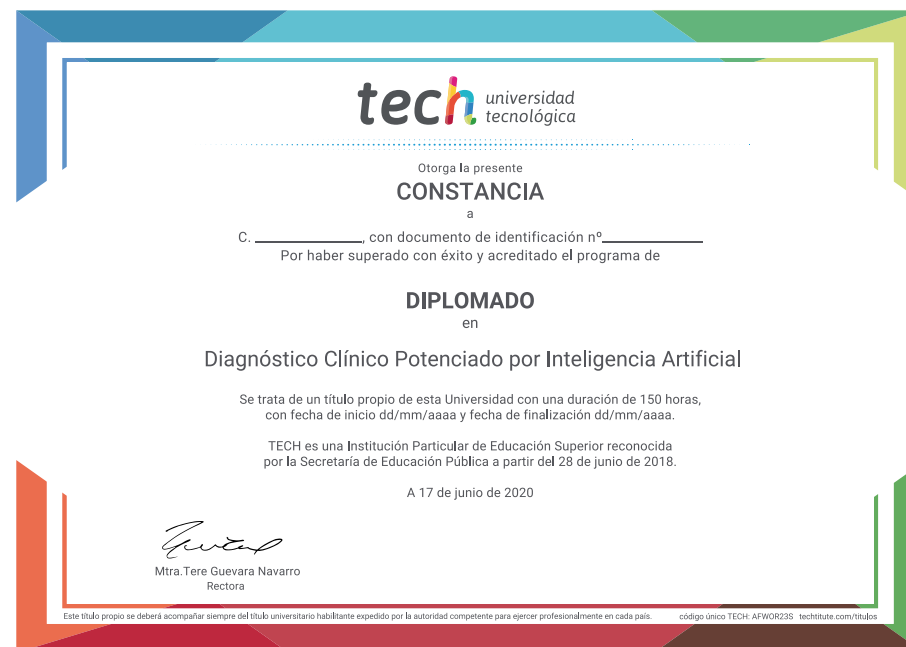 tech universidad
tecnológica
Otorga la presente
CONSTANCIA
a
C. ____________, con documento de identificación nº____________
Por haber superado con éxito y acreditado el programa de
DIPLOMADO
en
Diagnóstico Clínico Potenciado por Inteligencia Artificial
Se trata de un título propio de esta Universidad con una duración de 150 horas,
con fecha de inicio dd/mm/aaaa y fecha de finalización dd/mm/aaaa.
TECH es una Institución Particular de Educación Superior reconocida
por la Secretaría de Educación Pública a partir del 28 de junio de 2018.
A 17 de junio de 2020
Mtra.Tere Guevara Navarro
Rectora
Este título propio se deberá acompañar siempre del título universitario habilitante expedido por la autoridad competente para ejercer profesionalmente en cada país. código único TECH: AFWOR23S techtitute.com/titulos